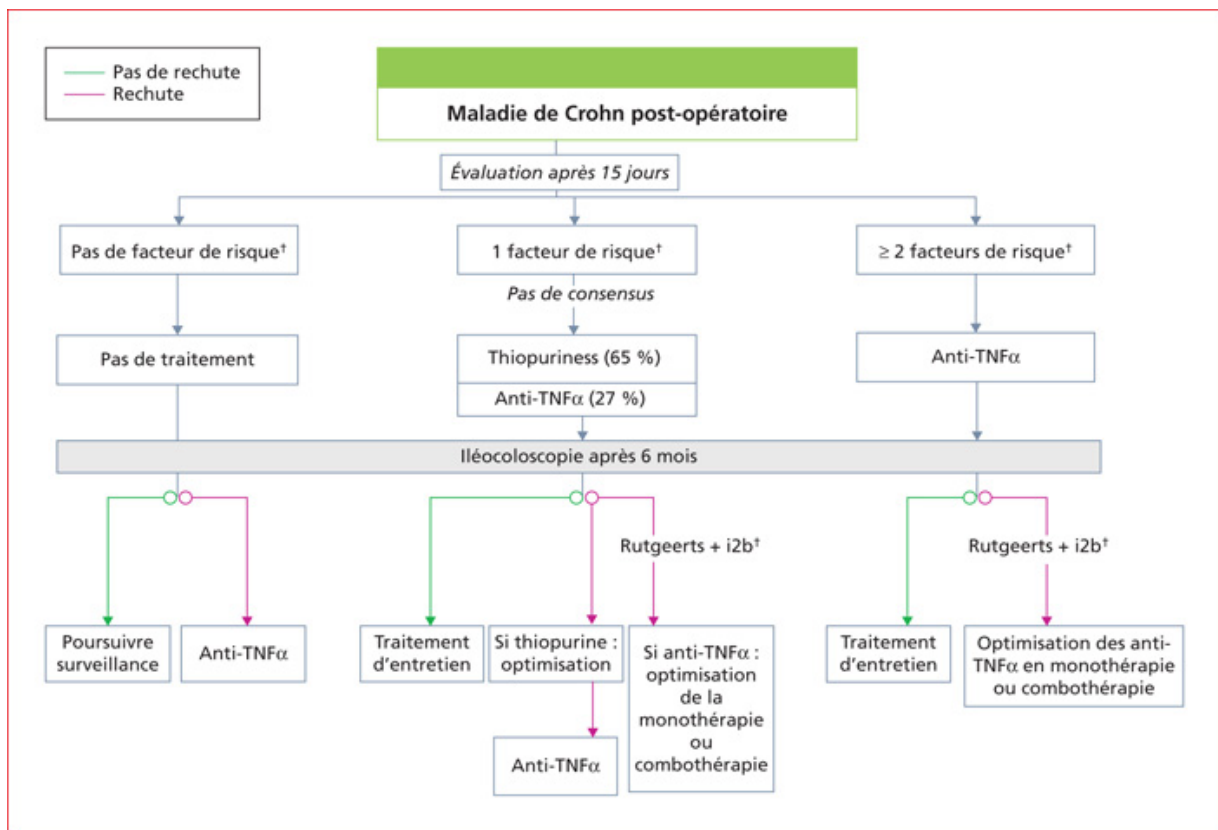 Pas de rechute
Rechute
Maladie de Crohn post-opératoire
Évaluation après 15 jours
Pas de facteur de risque†
1 facteur de risque†
≥ 2 facteurs de risque†
Pas de consensus
Pas de traitement
Thiopuriness (65 %)
Anti-TNFα (27 %)
Anti-TNFα
Iléocoloscopie après 6 mois
Rutgeerts + i2b†
Rutgeerts + i2b†
Poursuivre
surveillance
Anti-TNFα
Traitement
d’entretien
Si thiopurine :
optimisation
Anti-TNFα
Si anti-TNFα :
optimisation
de la
monothérapie
ou
combothérapie
Traitement
d’entretien
Optimisation des anti-
TNFα en monothérapie
ou combothérapie